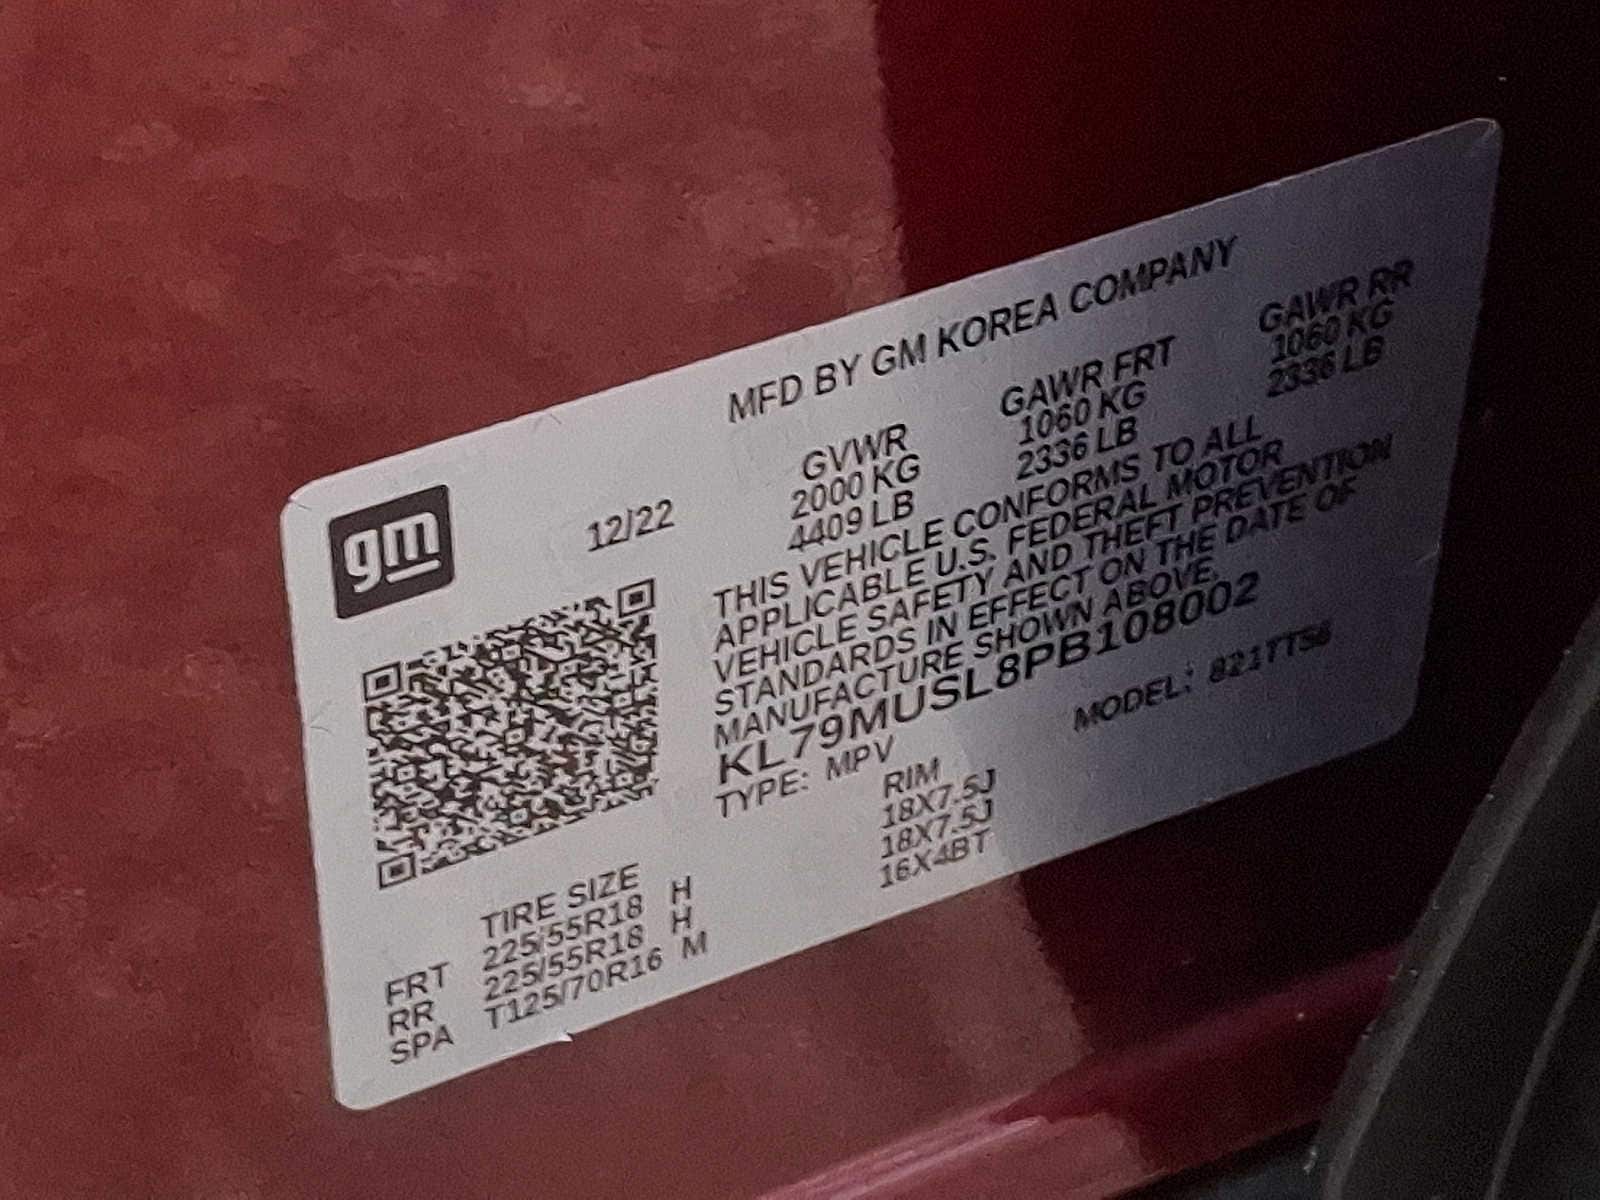 gm
12/22
MFD BY GM KOREA COMPANY
GVWR GAWR FRT GAWR RR
2000 KG 1060 KG 1060 KG
4409 LB 2336 LB 2336 LB
THIS VEHICLE CONFORMS TO ALL
APPLICABLE U.S. FEDERAL MOTOR
VEHICLE SAFETY AND THEFT PREVENTION
STANDARDS IN EFFECT ON THE DATE OF
MANUFACTURE SHOWN ABOVE.
KL79MUSL8PB108002
TYPE: MPV MODEL: 821TT56
TIRE SIZE RIM
FRT 225/55R18 H 18X7.5J
RR 225/55R18 H 18X7.5J
SPA T125/70R16 M 16X4BT